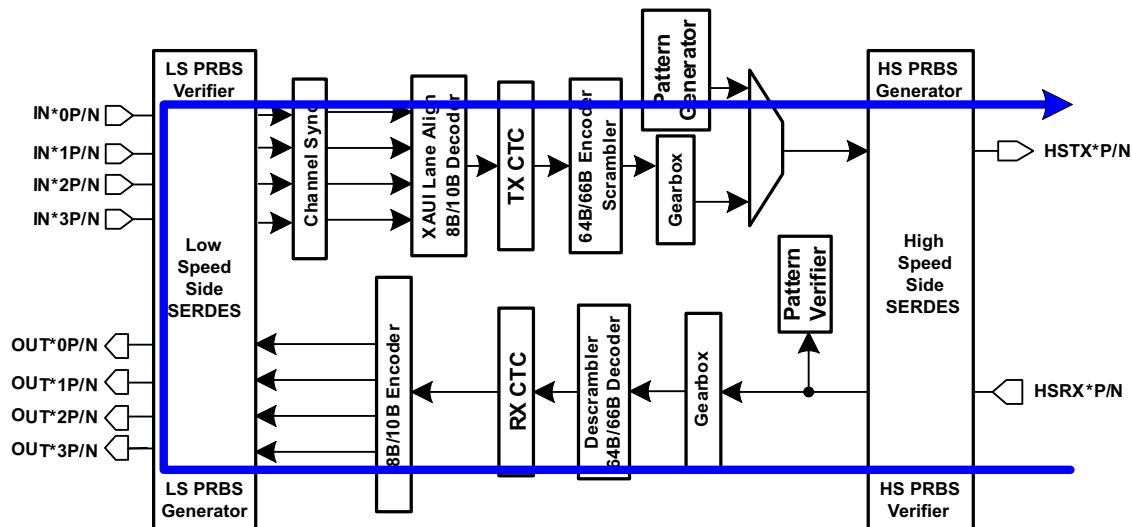 LS PRBS
Verifier
IN*0P/N
IN*1P/N
IN*2P/N
IN*3P/N
Low
Speed
Side
SERDES
Channel Sync
XAUI Lane Align
8B/10B Decoder
TX CTC
64B/66B Encoder
Scrambler
Pattern
Generator
Gearbox
HS PRBS
Generator
HSTX*P/N
High
Speed
Side
SERDES
Pattern
Verifier
OUT*0P/N
OUT*1P/N
OUT*2P/N
OUT*3P/N
8B/10B Encoder
RX CTC
Descrambler
64B/66B Decoder
Gearbox
HSRX*P/N
LS PRBS
Generator
HS PRBS
Verifier